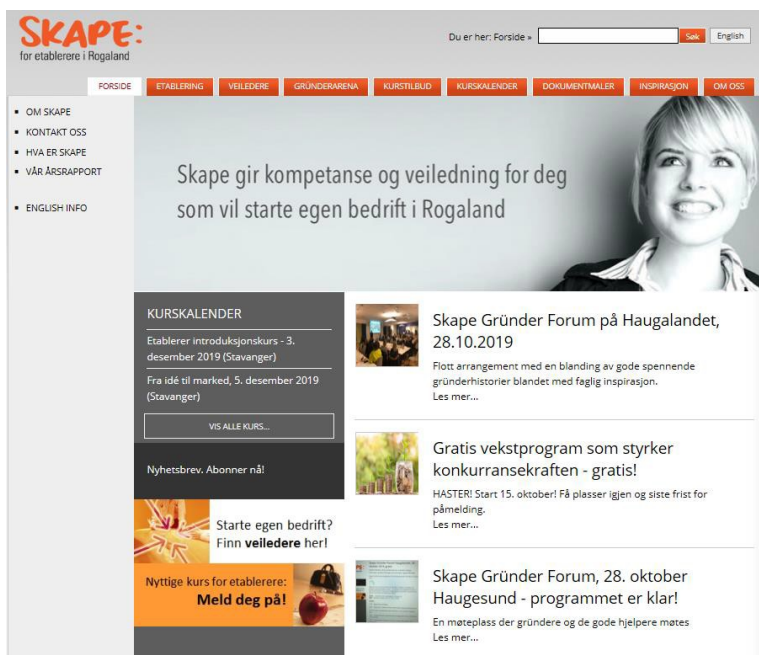 SKAPE:
for etablerere i Rogaland
Du er her: Forside »
Søk
English
FORSIDE
ETABLERING
VEILEDERE
GRÜNDERARENA
KURSTILBUD
KURSKALENDER
DOKUMENTMALER
INSPIRASJON
OM OSS
OM SKAPE
KONTAKT OSS
HVA ER SKAPE
VÅR ÅRSRAPPORT
ENGLISH INFO
Skape gir kompetanse og veiledning for deg
som vil starte egen bedrift i Rogaland
KURSKALENDER
Etablerer introduksjonskurs - 3.
desember 2019 (Stavanger)
Fra idé til marked, 5. desember 2019
(Stavanger)
VIS ALLE KURS...
Nyhetsbrev. Abonner nå!
Starte egen bedrift?
Finn veiledere her!
Nyttige kurs for etablerere:
Meld deg på!
Skape Gründer Forum på Haugalandet,
28.10.2019
Flott arrangement med en blanding av gode spennende
gründerhistorier blandet med faglig inspirasjon.
Les mer...
Gratis vekstprogram som styrker
konkurransekraften - gratis!
HASTER! Start 15. oktober! Få plasser igjen og siste frist for
påmelding.
Les mer...
Skape Gründer Forum, 28. oktober
Haugesund - programmet er klar!
En møteplass der gründere og de gode hjelpere møtes
Les mer...